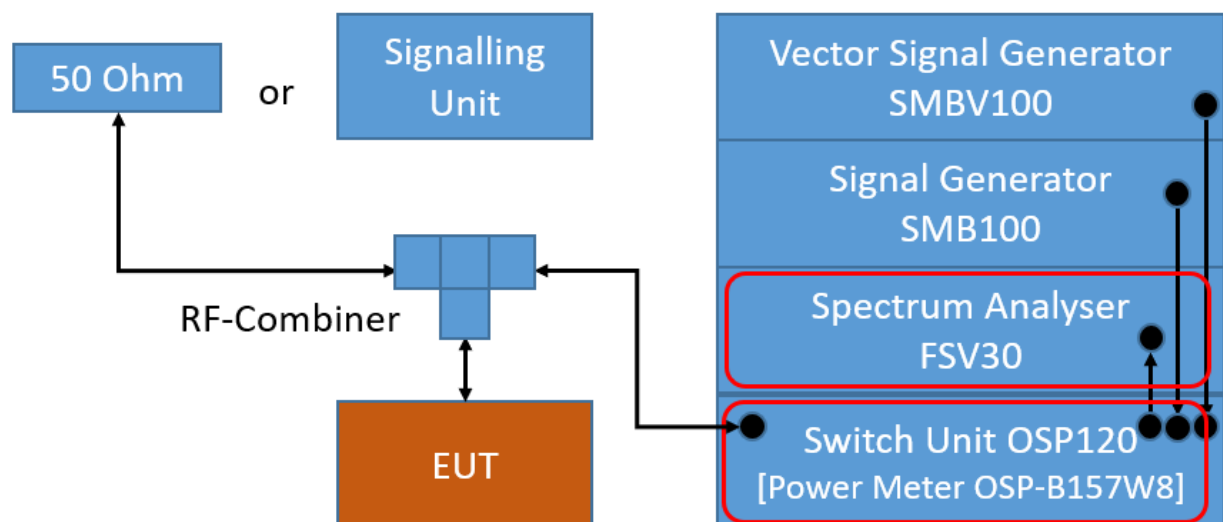 50 Ohm
or
Signalling
Unit
Vector Signal Generator
SMBV100
Signal Generator
SMB100
RF-Combiner
Spectrum Analyser
FSV30
EUT
Switch Unit OSP120
[Power Meter OSP-B157W8]